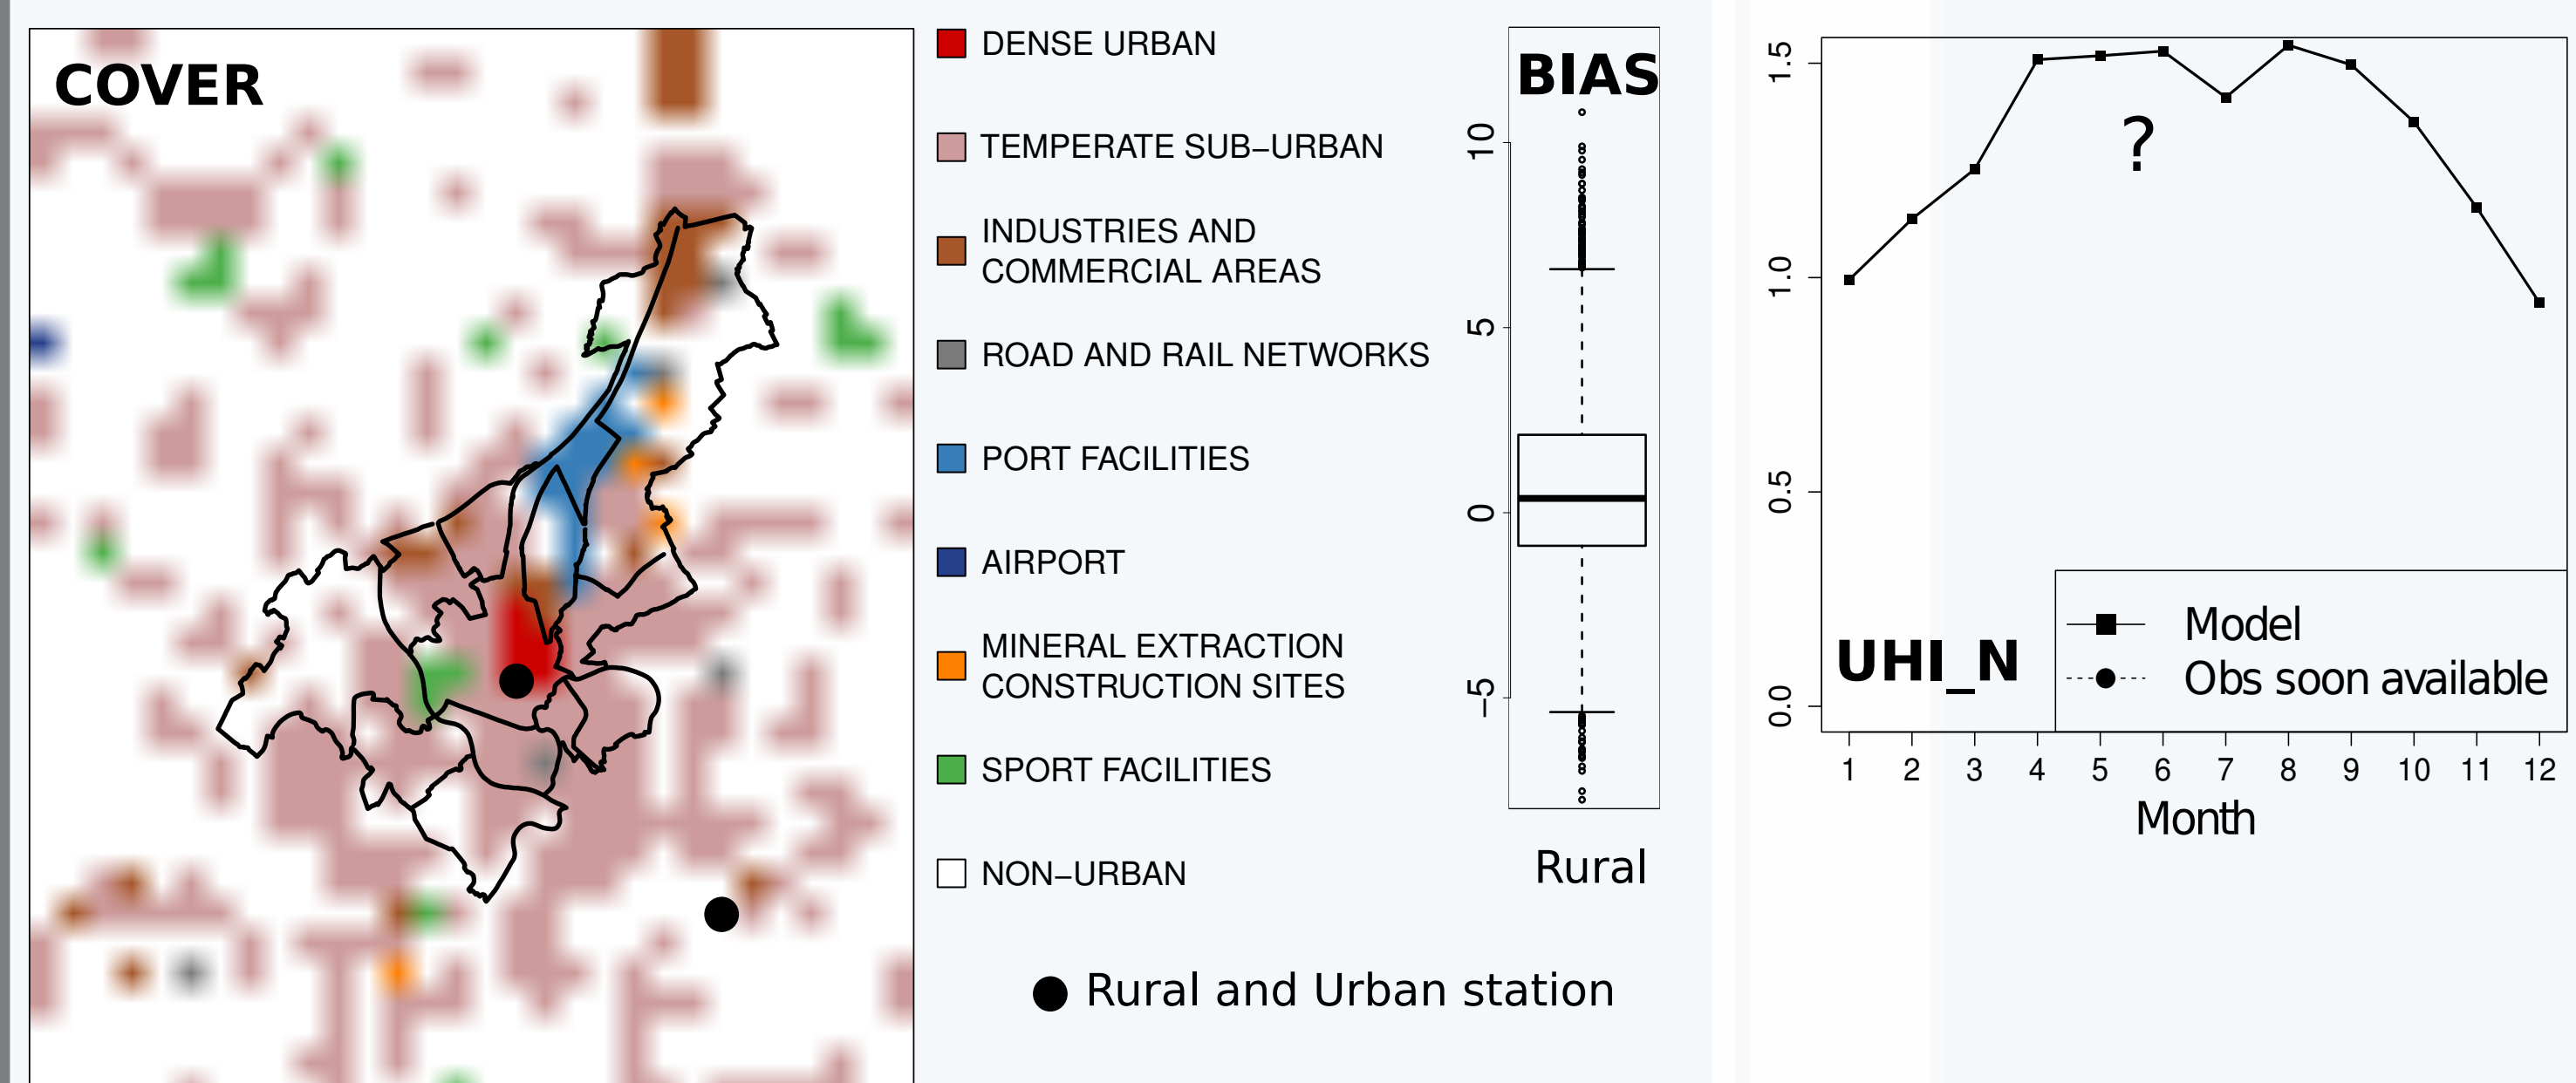 COVER
DENSE URBAN
TEMPERATE SUB−URBAN
INDUSTRIES AND
COMMERCIAL AREAS
ROAD AND RAIL NETWORKS
PORT FACILITIES
AIRPORT
MINERAL EXTRACTION
CONSTRUCTION SITES
SPORT FACILITIES
NON−URBAN
Rural and Urban station
BIAS
10
5
0
−5
Rural
1.5
1.0
0.5
0.0
?
UHI_N
Model
Obs soon available
1 2 3 4 5 6 7 8 9 10 11 12
Month